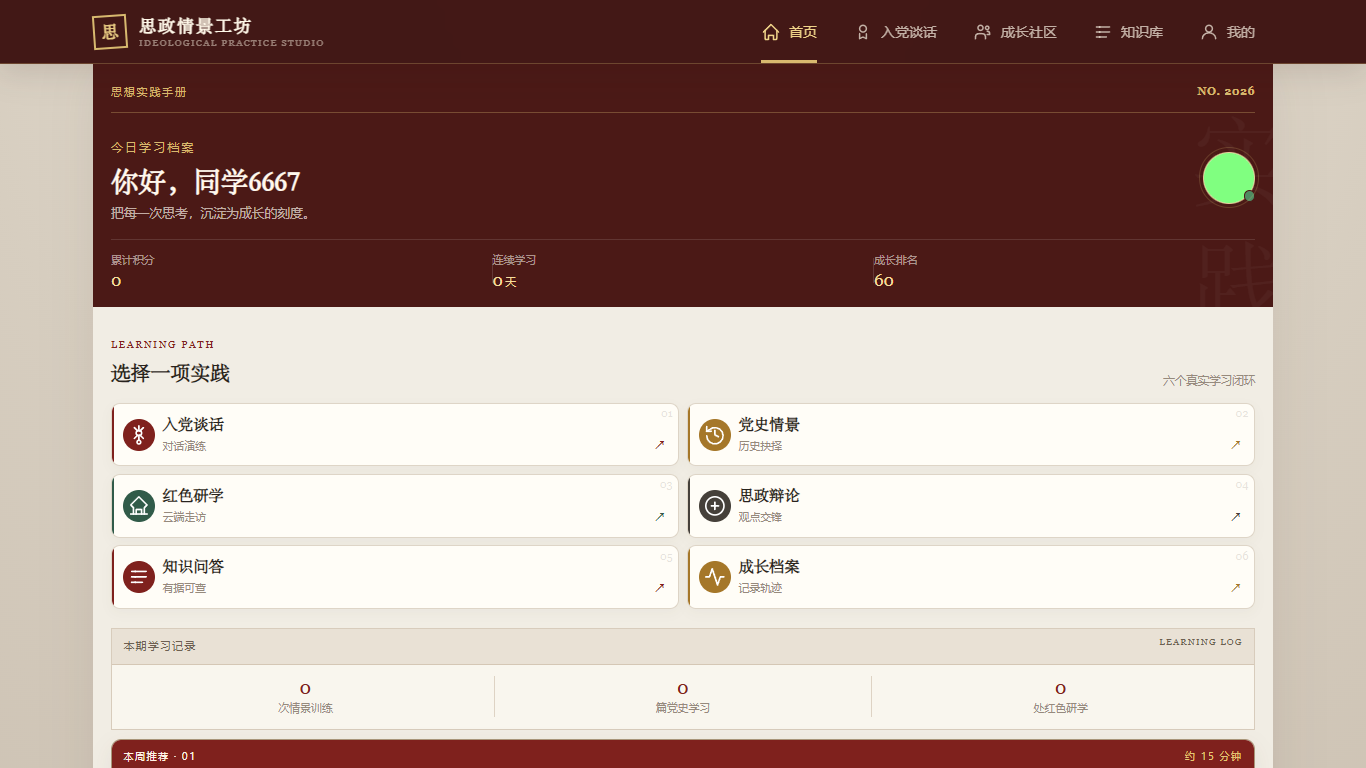 思
思政情景工坊
IDEOLOGICAL PRACTICE STUDIO
首页
入党谈话
成长社区
知识库
我的
思想实践手册
NO. 2026
今日学习档案
你好，同学6667
把每一次思考，沉淀为成长的刻度。
实践
累计积分
0
连续学习
0天
成长排名
60
LEARNING PATH
选择一项实践
六个真实学习闭环
01
入党谈话
对话演练
↗
02
党史情景
历史抉择
↗
03
红色研学
云端走访
↗
04
思政辩论
观点交锋
↗
05
知识问答
有据可查
↗
06
成长档案
记录轨迹
↗
本期学习记录
LEARNING LOG
0
次情景训练
0
篇党史学习
0
处红色研学
本周推荐 · 01
约 15 分钟